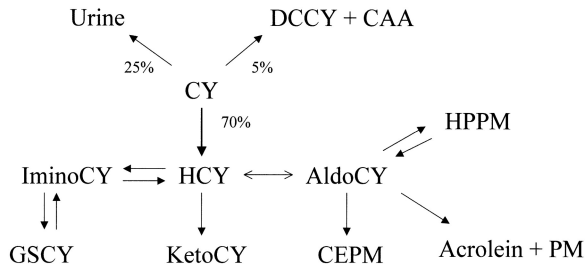 Urine
DCCY + CAA
25%
5%
CY
70%
HPPM
IminoCY
HCY
AldoCY
GSCY
KetoCY
CEPM
Acrolein + PM